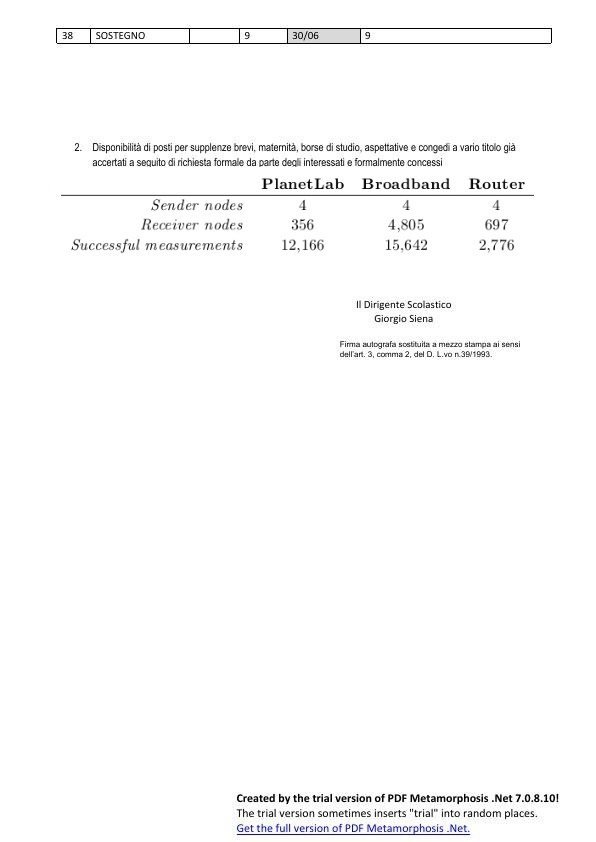 38 SOSTEGNO 9 30/06 9
2. Disponibilità di posti per supplenze brevi, maternità, borse di studio, aspettative e congedi a vario titolo già
accertati a seguito di richiesta formale da parte degli interessati e formalmente concessi
PlanetLab Broadband Router
Sender nodes 4 4 4
Receiver nodes 356 4,805 697
Successful measurements 12,166 15,642 2,776
Il Dirigente Scolastico
Giorgio Siena
Firma autografa sostituita a mezzo stampa ai sensi
dell'art. 3, comma 2, del D. L.vo n.39/1993.
Created by the trial version of PDF Metamorphosis .Net 7.0.8.10!
The trial version sometimes inserts "trial" into random places.
Get the full version of PDF Metamorphosis .Net.